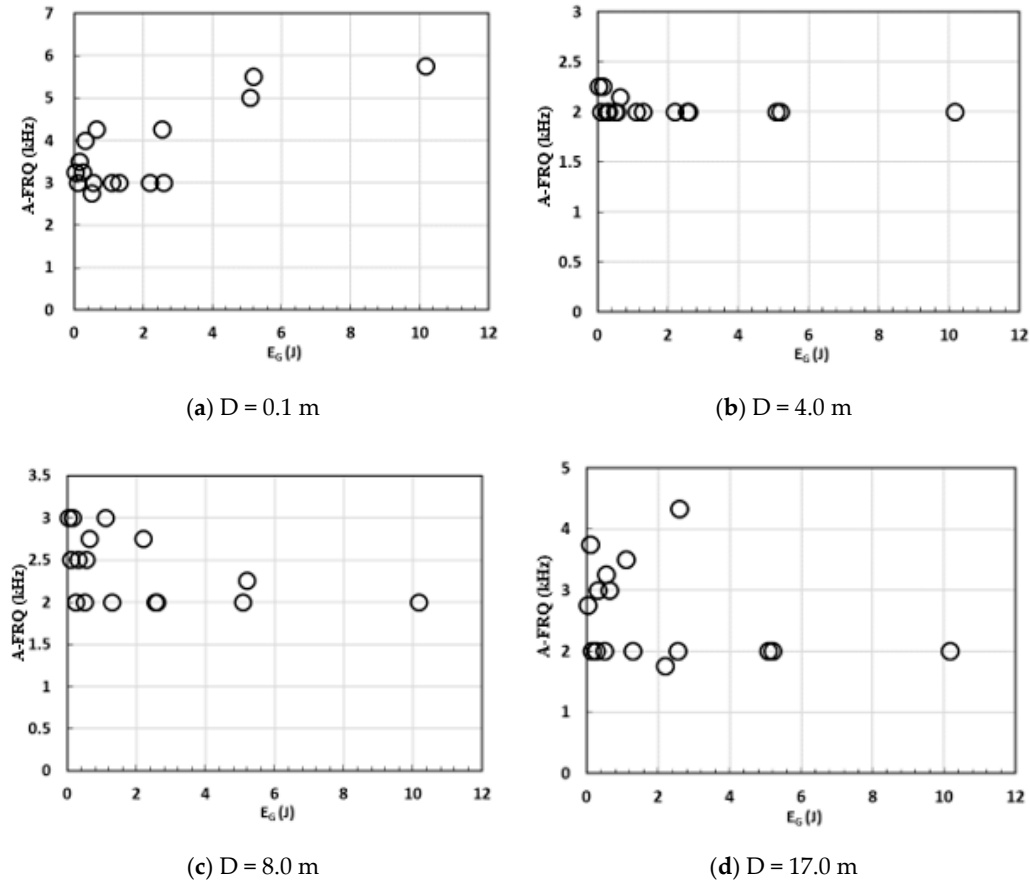 7
6
5
4
3
2
1
0
A-FRQ (kHz)
0 2 4 6 8 10 12
E_G (J)
(a) D = 0.1 m
3
2.5
2
1.5
1
0.5
0
A-FRQ (kHz)
0 2 4 6 8 10 12
E_G (J)
(b) D = 4.0 m
3.5
3
2.5
2
1.5
1
0.5
0
A-FRQ (kHz)
0 2 4 6 8 10 12
E_G (J)
(c) D = 8.0 m
5
4
3
2
1
0
A-FRQ (kHz)
0 2 4 6 8 10 12
E_G (J)
(d) D = 17.0 m